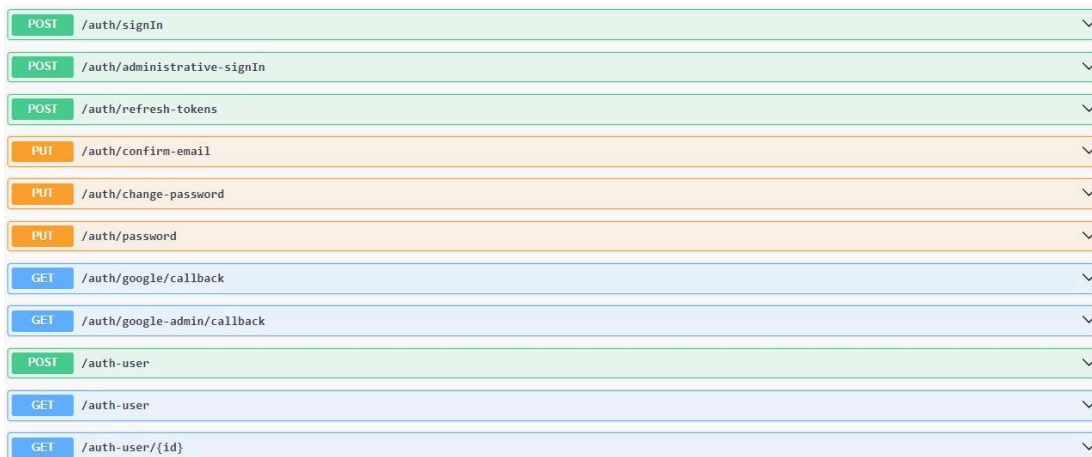 POST /auth/signIn
POST /auth/administrative-signIn
POST /auth/refresh-tokens
PUT /auth/confirm-email
PUT /auth/change-password
PUT /auth/password
GET /auth/google/callback
GET /auth/google-admin/callback
POST /auth-user
GET /auth-user
GET /auth-user/{id}